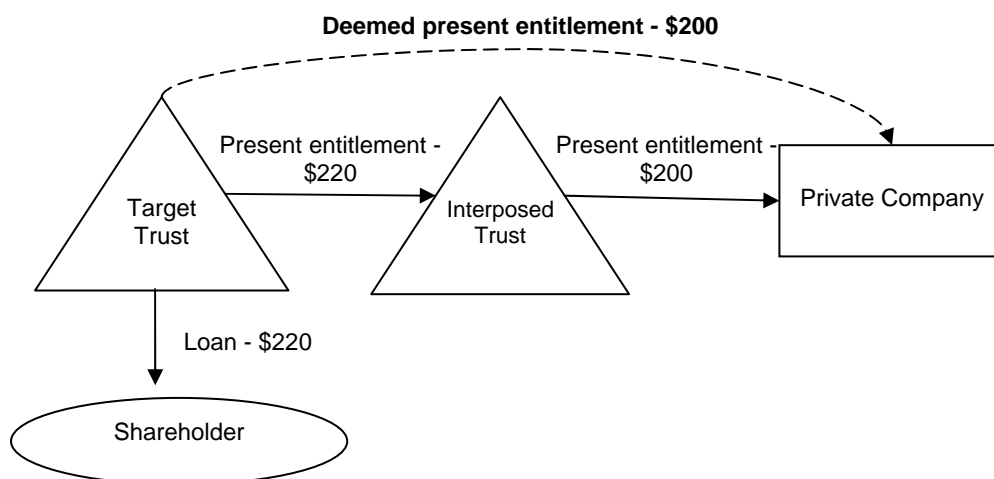 Deemed present entitlement - $200
Present entitlement -
$220
Present entitlement -
$200
Target
Trust
Interposed
Trust
Private Company
Loan - $220
Shareholder